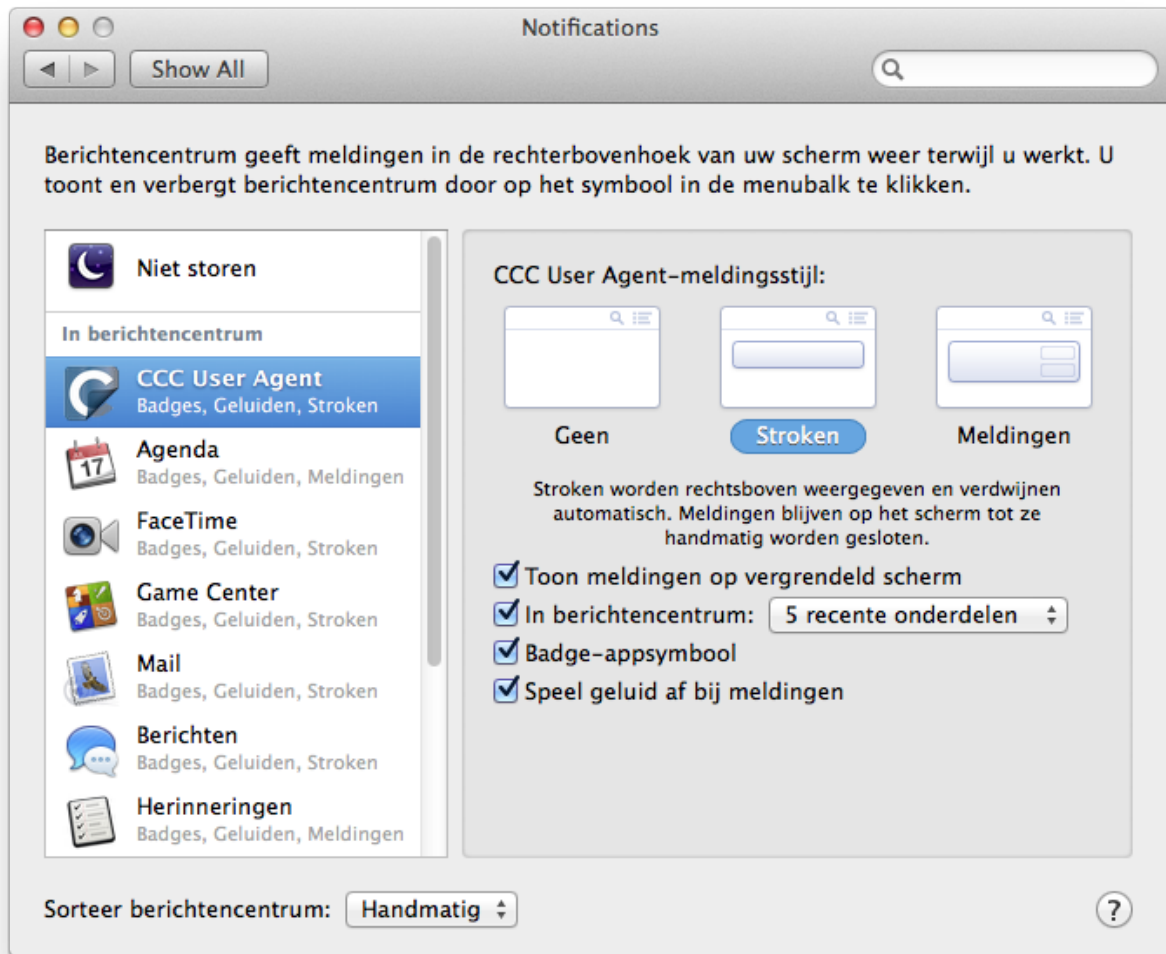 Notifications
Show All
Berichtencentrum geeft meldingen in de rechterbovenhoek van uw scherm weer terwijl u werkt. U
toont en verbergt berichtencentrum door op het symbool in de menubalk te klikken.
Niet storen
In berichtencentrum
CCC User Agent
Badges, Geluiden, Stroken
Agenda
Badges, Geluiden, Meldingen
17
FaceTime
Badges, Geluiden, Stroken
Game Center
Badges, Geluiden, Stroken
Mail
Badges, Geluiden, Stroken
Berichten
Badges, Geluiden, Stroken
Herinneringen
Badges, Geluiden, Meldingen
CCC User Agent-meldingsstijl:
Geen Stroken Meldingen
Stroken worden rechtsboven weergegeven en verdwijnen
automatisch. Meldingen blijven op het scherm tot ze
handmatig worden gesloten.
Toon meldingen op vergrendeld scherm
In berichtencentrum: 5 recente onderdelen
Badge-appsymbool
Speel geluid af bij meldingen
Sorteer berichtencentrum: Handmatig ?